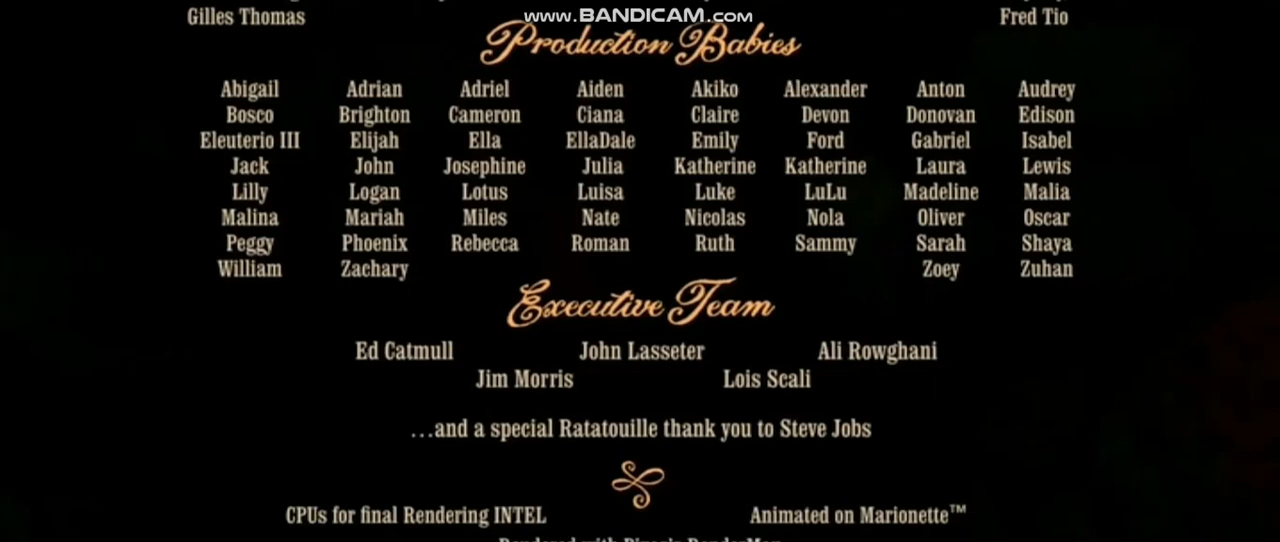 www.BANDICAM.com
Gilles Thomas Fred Tio
Production Babies
Abigail Adrian Adriel Aiden Akiko Alexander Anton Audrey
Bosco Brighton Cameron Ciana Claire Devon Donovan Edison
Eleuterio III Elijah Ella EllaDale Emily Ford Gabriel Isabel
Jack John Josephine Julia Katherine Katherine Laura Lewis
Lilly Logan Lotus Luisa Luke LuLu Madeline Malia
Malina Mariah Miles Nate Nicolas Nola Oliver Oscar
Peggy Phoenix Rebecca Roman Ruth Sammy Sarah Shaya
William Zachary Zoey Zuhan
Executive Team
Ed Catmull John Lasseter Ali Rowghani
Jim Morris Lois Scali
…and a special Ratatouille thank you to Steve Jobs
CPUs for final Rendering INTEL Animated on Marionette™